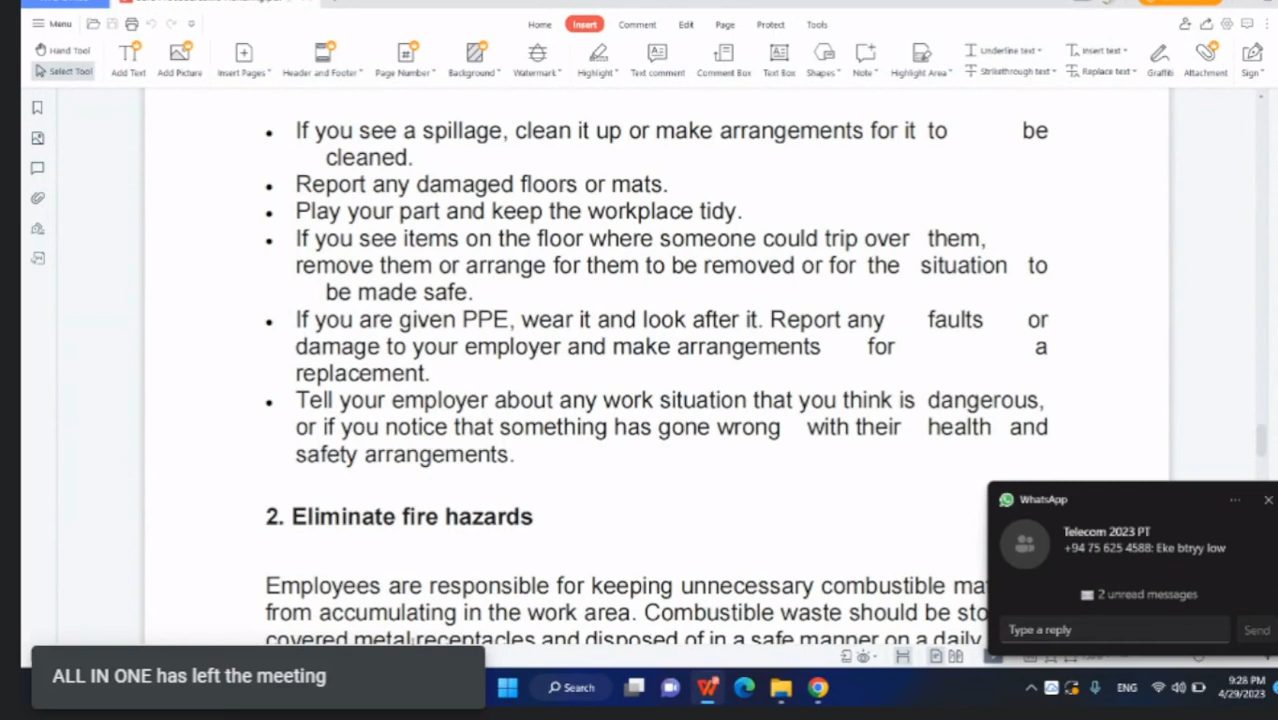 Menu
Home Insert Comment Edit Page Protect Tools
Hand Tool
Select Tool
Add Text
Add Picture
Insert Pages
Header and Footer
Page Number
Background
Watermark
Highlight
Text comment
Comment Box
Text Box
Shapes
Note
Highlight Area
Underline text
Strikethrough text
Insert text
Replace text
Graffiti
Attachment
Sign
• If you see a spillage, clean it up or make arrangements for it to be
cleaned.
• Report any damaged floors or mats.
• Play your part and keep the workplace tidy.
• If you see items on the floor where someone could trip over them,
remove them or arrange for them to be removed or for the situation to
be made safe.
• If you are given PPE, wear it and look after it. Report any faults or
damage to your employer and make arrangements for a
replacement.
• Tell your employer about any work situation that you think is dangerous,
or if you notice that something has gone wrong with their health and
safety arrangements.
2. Eliminate fire hazards
Employees are responsible for keeping unnecessary combustible
from accumulating in the work area. Combustible waste should be
covered metal receptacles and disposed of in a safe manner on a daily
WhatsApp
Telecom 2023 PT
+94 75 625 4588: Eke btryy low
2 unread messages
Type a reply
Send
ALL IN ONE has left the meeting
Search
ENG
9:28 PM
4/29/2023